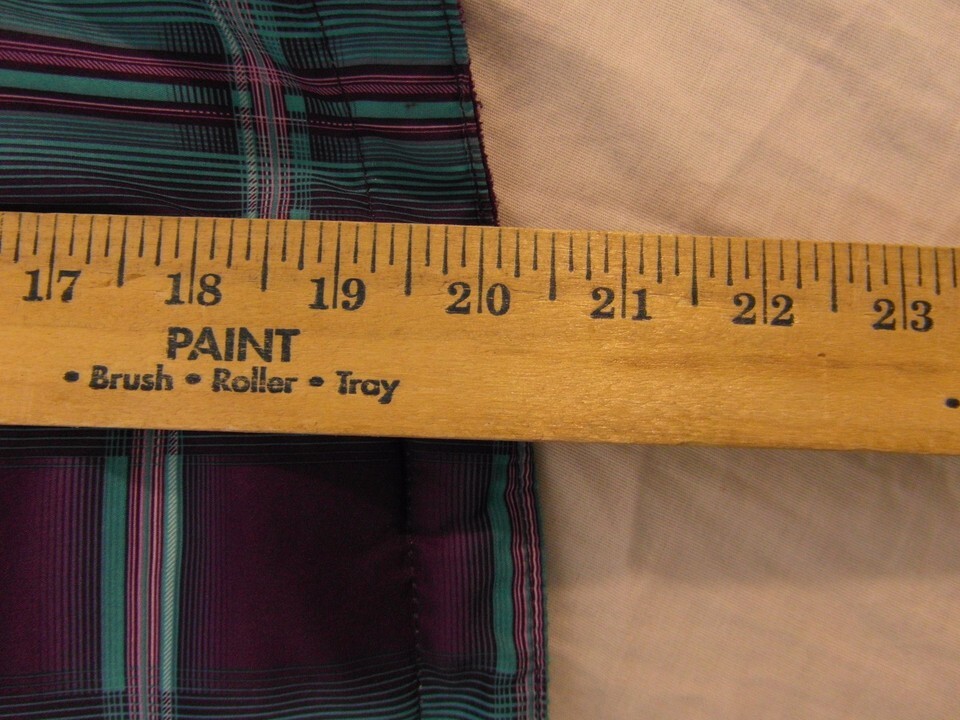 17 18 19 20 21 22 23
PAINT
• Brush • Roller • Tray •